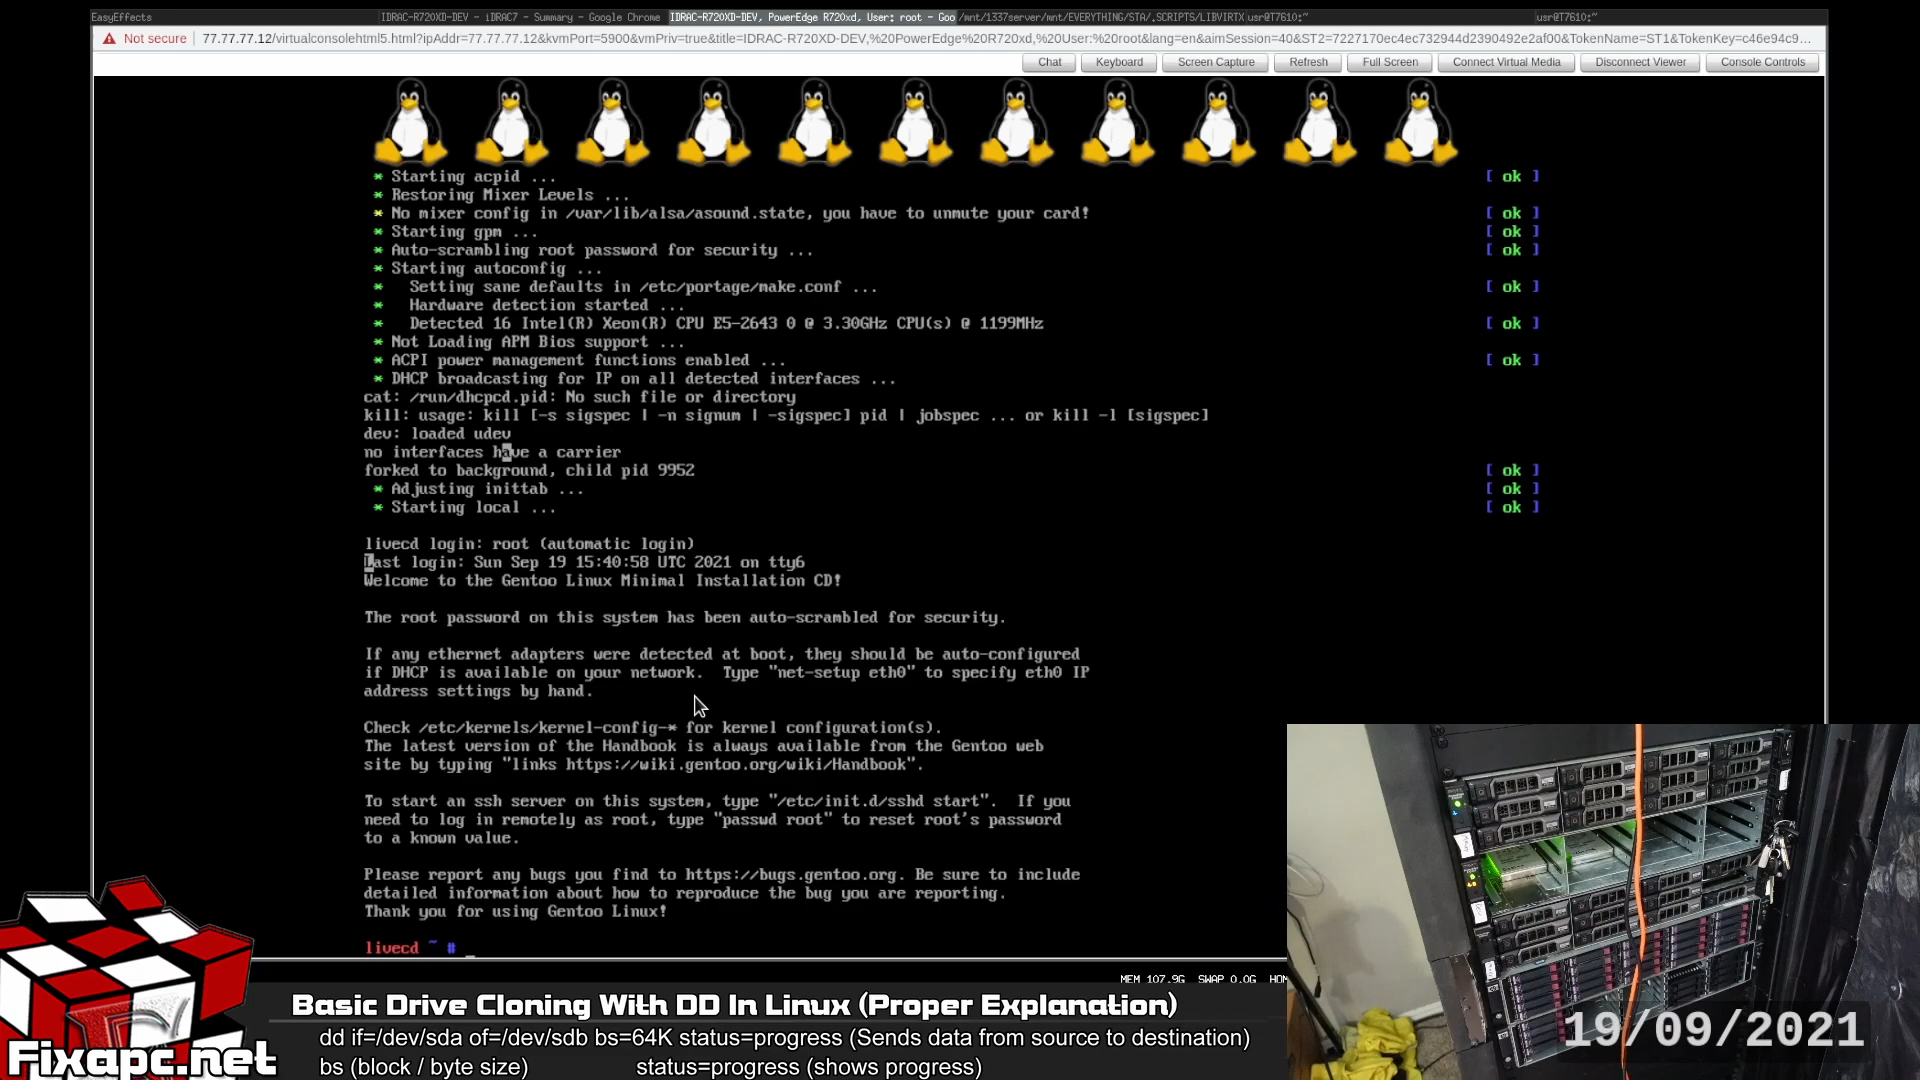 EasyEffects
IDRAC-R720XD-DEV - iDRAC7 - Summary - Google Chrome
IDRAC-R720XD-DEV, PowerEdge R720xd, User: root - Goo
/mnt/1337server/mnt/EVERYTHING/STA/.SCRIPTS/LIBVIRTX
usr@T7610:~
usr@T7610:~
Not secure | 77.77.77.12/virtualconsolehtml5.html?ipAddr=77.77.77.12&kvmPort=5900&vmPriv=true&title=IDRAC-R720XD-DEV,%20PowerEdge%20R720xd,%20User:%20root&lang=en&aimSession=40&ST2=7227170ec4ec732944d2390492e2af00&TokenName=ST1&TokenKey=c46e94c9...
Chat Keyboard Screen Capture Refresh Full Screen Connect Virtual Media Disconnect Viewer Console Controls
* Starting acpid ... [ ok ]
* Restoring Mixer Levels ...
* No mixer config in /var/lib/alsa/asound.state, you have to unmute your card! [ ok ]
* Starting gpm ... [ ok ]
* Auto-scrambling root password for security ... [ ok ]
* Starting autoconfig ...
*   Setting sane defaults in /etc/portage/make.conf ... [ ok ]
*   Hardware detection started ...
*   Detected 16 Intel(R) Xeon(R) CPU E5-2643 0 @ 3.30GHz CPU(s) @ 1199MHz [ ok ]
* Not Loading APM Bios support ...
* ACPI power management functions enabled ... [ ok ]
* DHCP broadcasting for IP on all detected interfaces ...
cat: /run/dhcpcd.pid: No such file or directory
kill: usage: kill [-s sigspec | -n signum | -sigspec] pid | jobspec ... or kill -l [sigspec]
dev: loaded udev
no interfaces have a carrier
forked to background, child pid 9952 [ ok ]
* Adjusting inittab ... [ ok ]
* Starting local ... [ ok ]
livecd login: root (automatic login)
Last login: Sun Sep 19 15:40:58 UTC 2021 on tty6
Welcome to the Gentoo Linux Minimal Installation CD!
The root password on this system has been auto-scrambled for security.
If any ethernet adapters were detected at boot, they should be auto-configured
if DHCP is available on your network.  Type "net-setup eth0" to specify eth0 IP
address settings by hand.
Check /etc/kernels/kernel-config-* for kernel configuration(s).
The latest version of the Handbook is always available from the Gentoo web
site by typing "links https://wiki.gentoo.org/wiki/Handbook".
To start an ssh server on this system, type "/etc/init.d/sshd start".  If you
need to log in remotely as root, type "passwd root" to reset root's password
to a known value.
Please report any bugs you find to https://bugs.gentoo.org. Be sure to include
detailed information about how to reproduce the bug you are reporting.
Thank you for using Gentoo Linux!
livecd ~ # _
MEM 107.9G SWAP 0.0G HOM
Basic Drive Cloning With DD In Linux (Proper Explanation)
dd if=/dev/sda of=/dev/sdb bs=64K status=progress (Sends data from source to destination)
bs (block / byte size) status=progress (shows progress)
Fixapc.net
19/09/2021